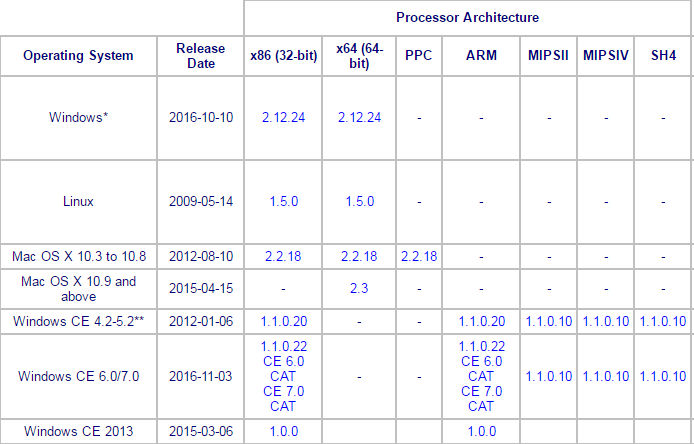 Processor Architecture
Operating System Release Date x86 (32-bit) x64 (64-bit) PPC ARM MIPSII MIPSIV SH4
Windows* 2016-10-10 2.12.24 2.12.24 - - - - -
Linux 2009-05-14 1.5.0 1.5.0 - - - - -
Mac OS X 10.3 to 10.8 2012-08-10 2.2.18 2.2.18 2.2.18 - - - -
Mac OS X 10.9 and above 2015-04-15 - 2.3 - - - - -
Windows CE 4.2-5.2** 2012-01-06 1.1.0.20 - - 1.1.0.20 1.1.0.10 1.1.0.10 1.1.0.10
Windows CE 6.0/7.0 2016-11-03 1.1.0.22 CE 6.0 CAT CE 7.0 CAT - - 1.1.0.22 CE 6.0 CAT CE 7.0 CAT 1.1.0.10 1.1.0.10 1.1.0.10
Windows CE 2013 2015-03-06 1.0.0 1.0.0